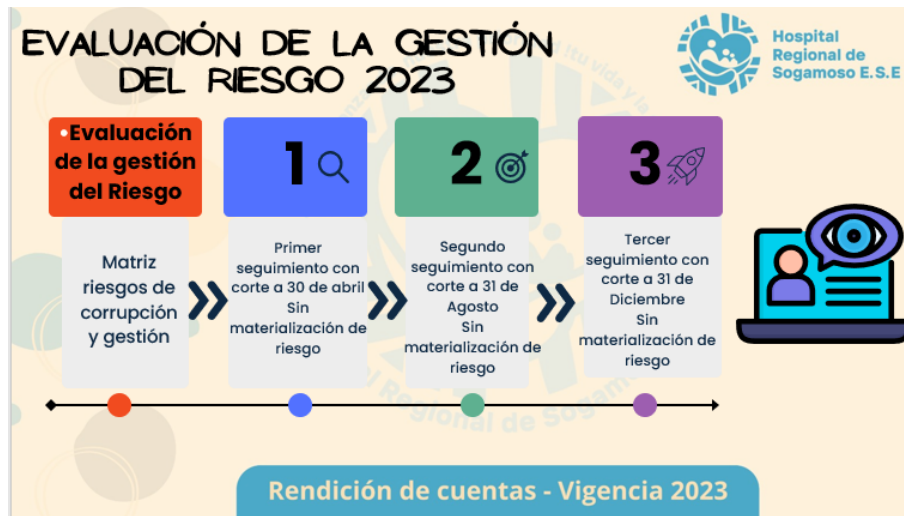 EVALUACIÓN DE LA GESTIÓN
DEL RIESGO 2023
Hospital
Regional de
Sogamoso E.S.E
•Evaluación
de la gestión
del Riesgo
Matriz
riesgos de
corrupción
y gestión
1
Primer
seguimiento con
corte a 30 de abril
Sin
materialización de
riesgo
2
Segundo
seguimiento con
corte a 31 de
Agosto
Sin
materialización de
riesgo
3
Tercer
seguimiento con
corte a 31 de
Diciembre
Sin
materialización de
riesgo
Rendición de cuentas - Vigencia 2023